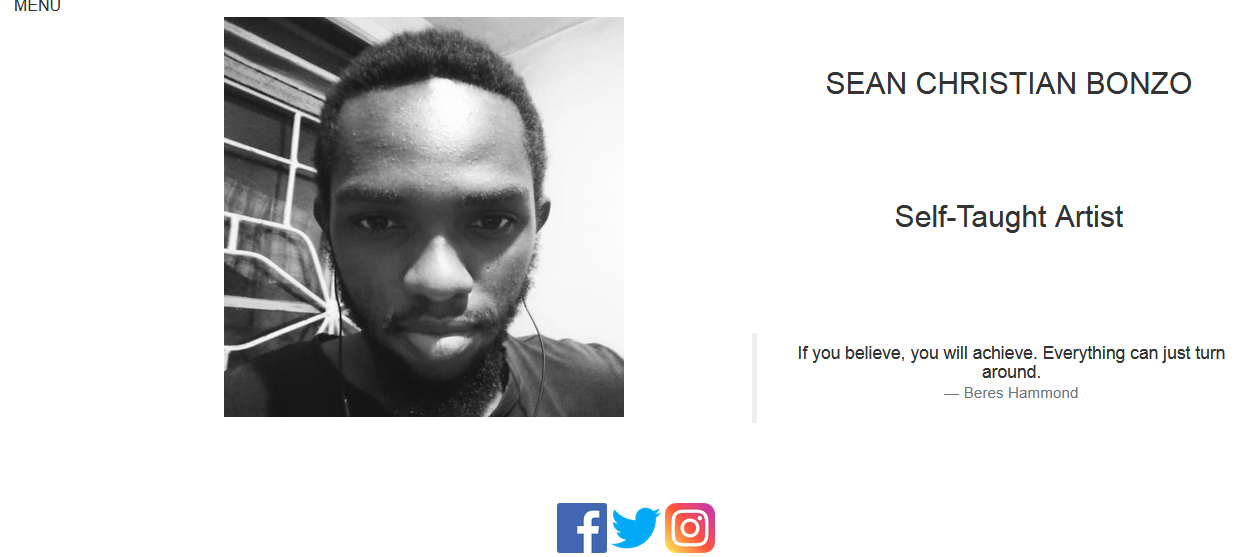 MENU
SEAN CHRISTIAN BONZO
Self-Taught Artist
If you believe, you will achieve. Everything can just turn
around.
— Beres Hammond